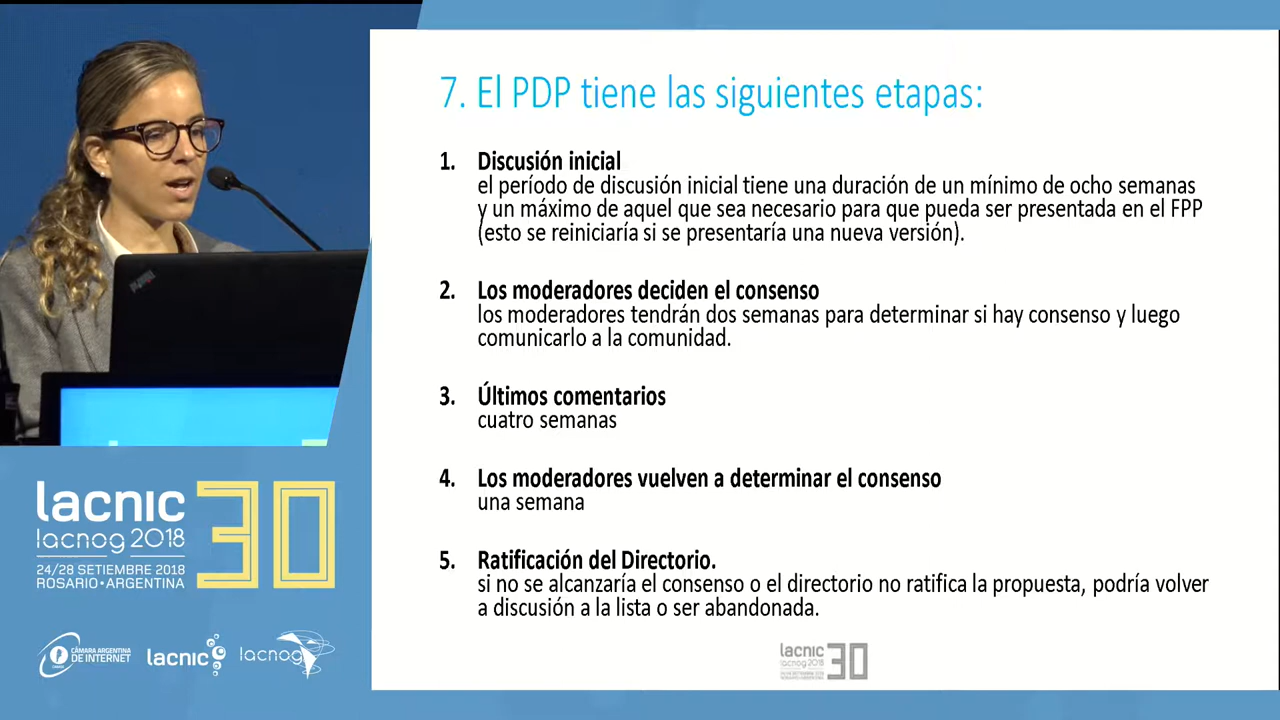 7. El PDP tiene las siguientes etapas:
1. Discusión inicial
el período de discusión inicial tiene una duración de un mínimo de ocho semanas
y un máximo de aquel que sea necesario para que pueda ser presentada en el FPP
(esto se reiniciaría si se presentaría una nueva versión).
2. Los moderadores deciden el consenso
los moderadores tendrán dos semanas para determinar si hay consenso y luego
comunicarlo a la comunidad.
3. Últimos comentarios
cuatro semanas
4. Los moderadores vuelven a determinar el consenso
una semana
5. Ratificación del Directorio.
si no se alcanzaría el consenso o el directorio no ratifica la propuesta, podría volver
a discusión a la lista o ser abandonada.
lacnic 30
lacnog 2018
24/28 SETIEMBRE 2018
ROSARIO • ARGENTINA
CÁMARA ARGENTINA
DE INTERNET
lacnic
lacnog
lacnic 30
lacnog 2018